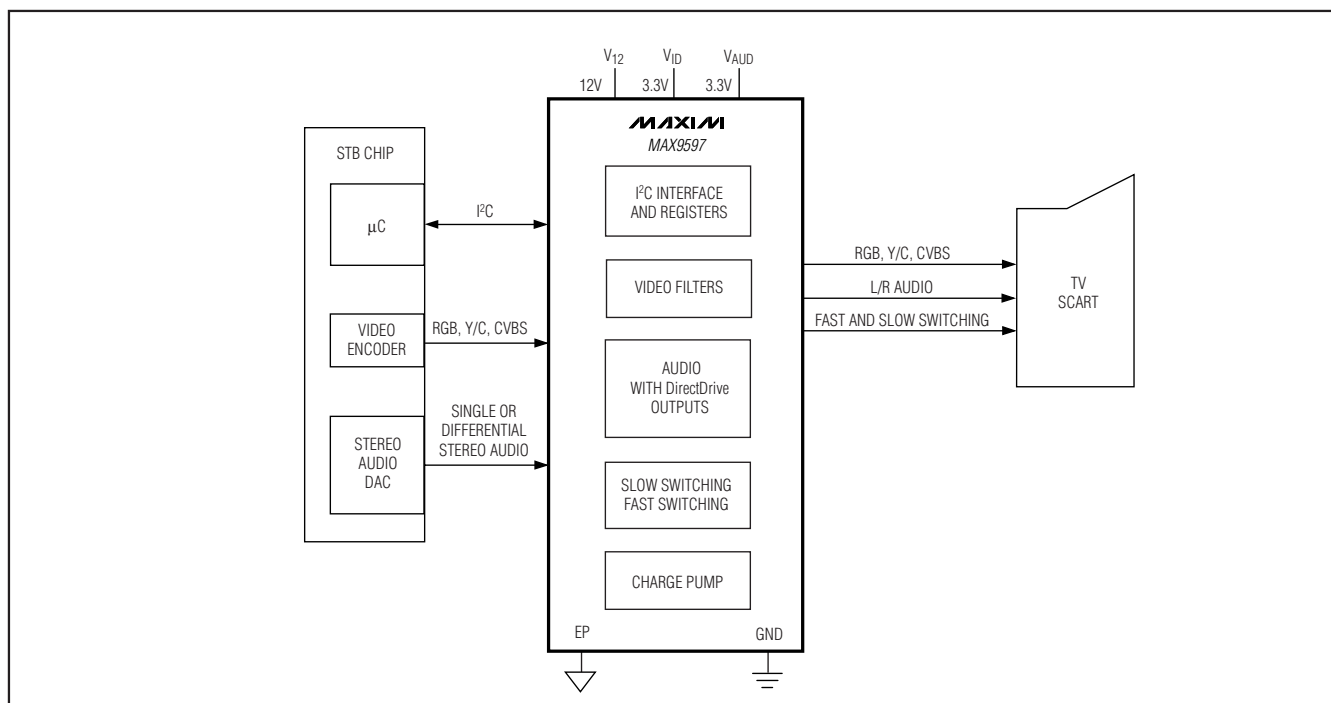 V12
VID
VAUD
12V
3.3V
3.3V
MAXIM
MAX9597
STB CHIP
µC
I²C
I²C INTERFACE
AND REGISTERS
VIDEO FILTERS
VIDEO
ENCODER
RGB, Y/C, CVBS
AUDIO
WITH DirectDrive
OUTPUTS
STEREO
AUDIO
DAC
SINGLE OR
DIFFERENTIAL
STEREO AUDIO
SLOW SWITCHING
FAST SWITCHING
CHARGE PUMP
EP
GND
RGB, Y/C, CVBS
L/R AUDIO
FAST AND SLOW SWITCHING
TV
SCART